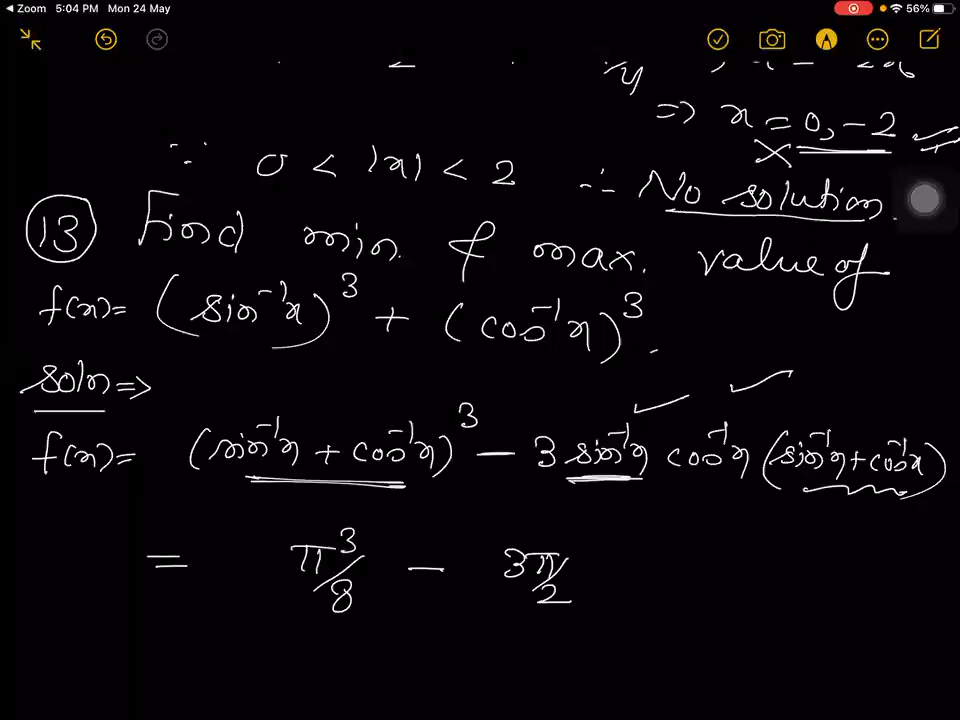 Zoom 5:04 PM Mon 24 May 56%
⇒ x = 0, -2
∵ 0 < |x| < 2 ∴ No solution.
13 Find min. & max. value of
f(x) = (sin⁻¹x)³ + (cos⁻¹x)³.
soln ⇒
f(x) = (sin⁻¹x + cos⁻¹x)³ - 3 sin⁻¹x cos⁻¹x (sin⁻¹x + cos⁻¹x)
= π³/8 - 3π/2